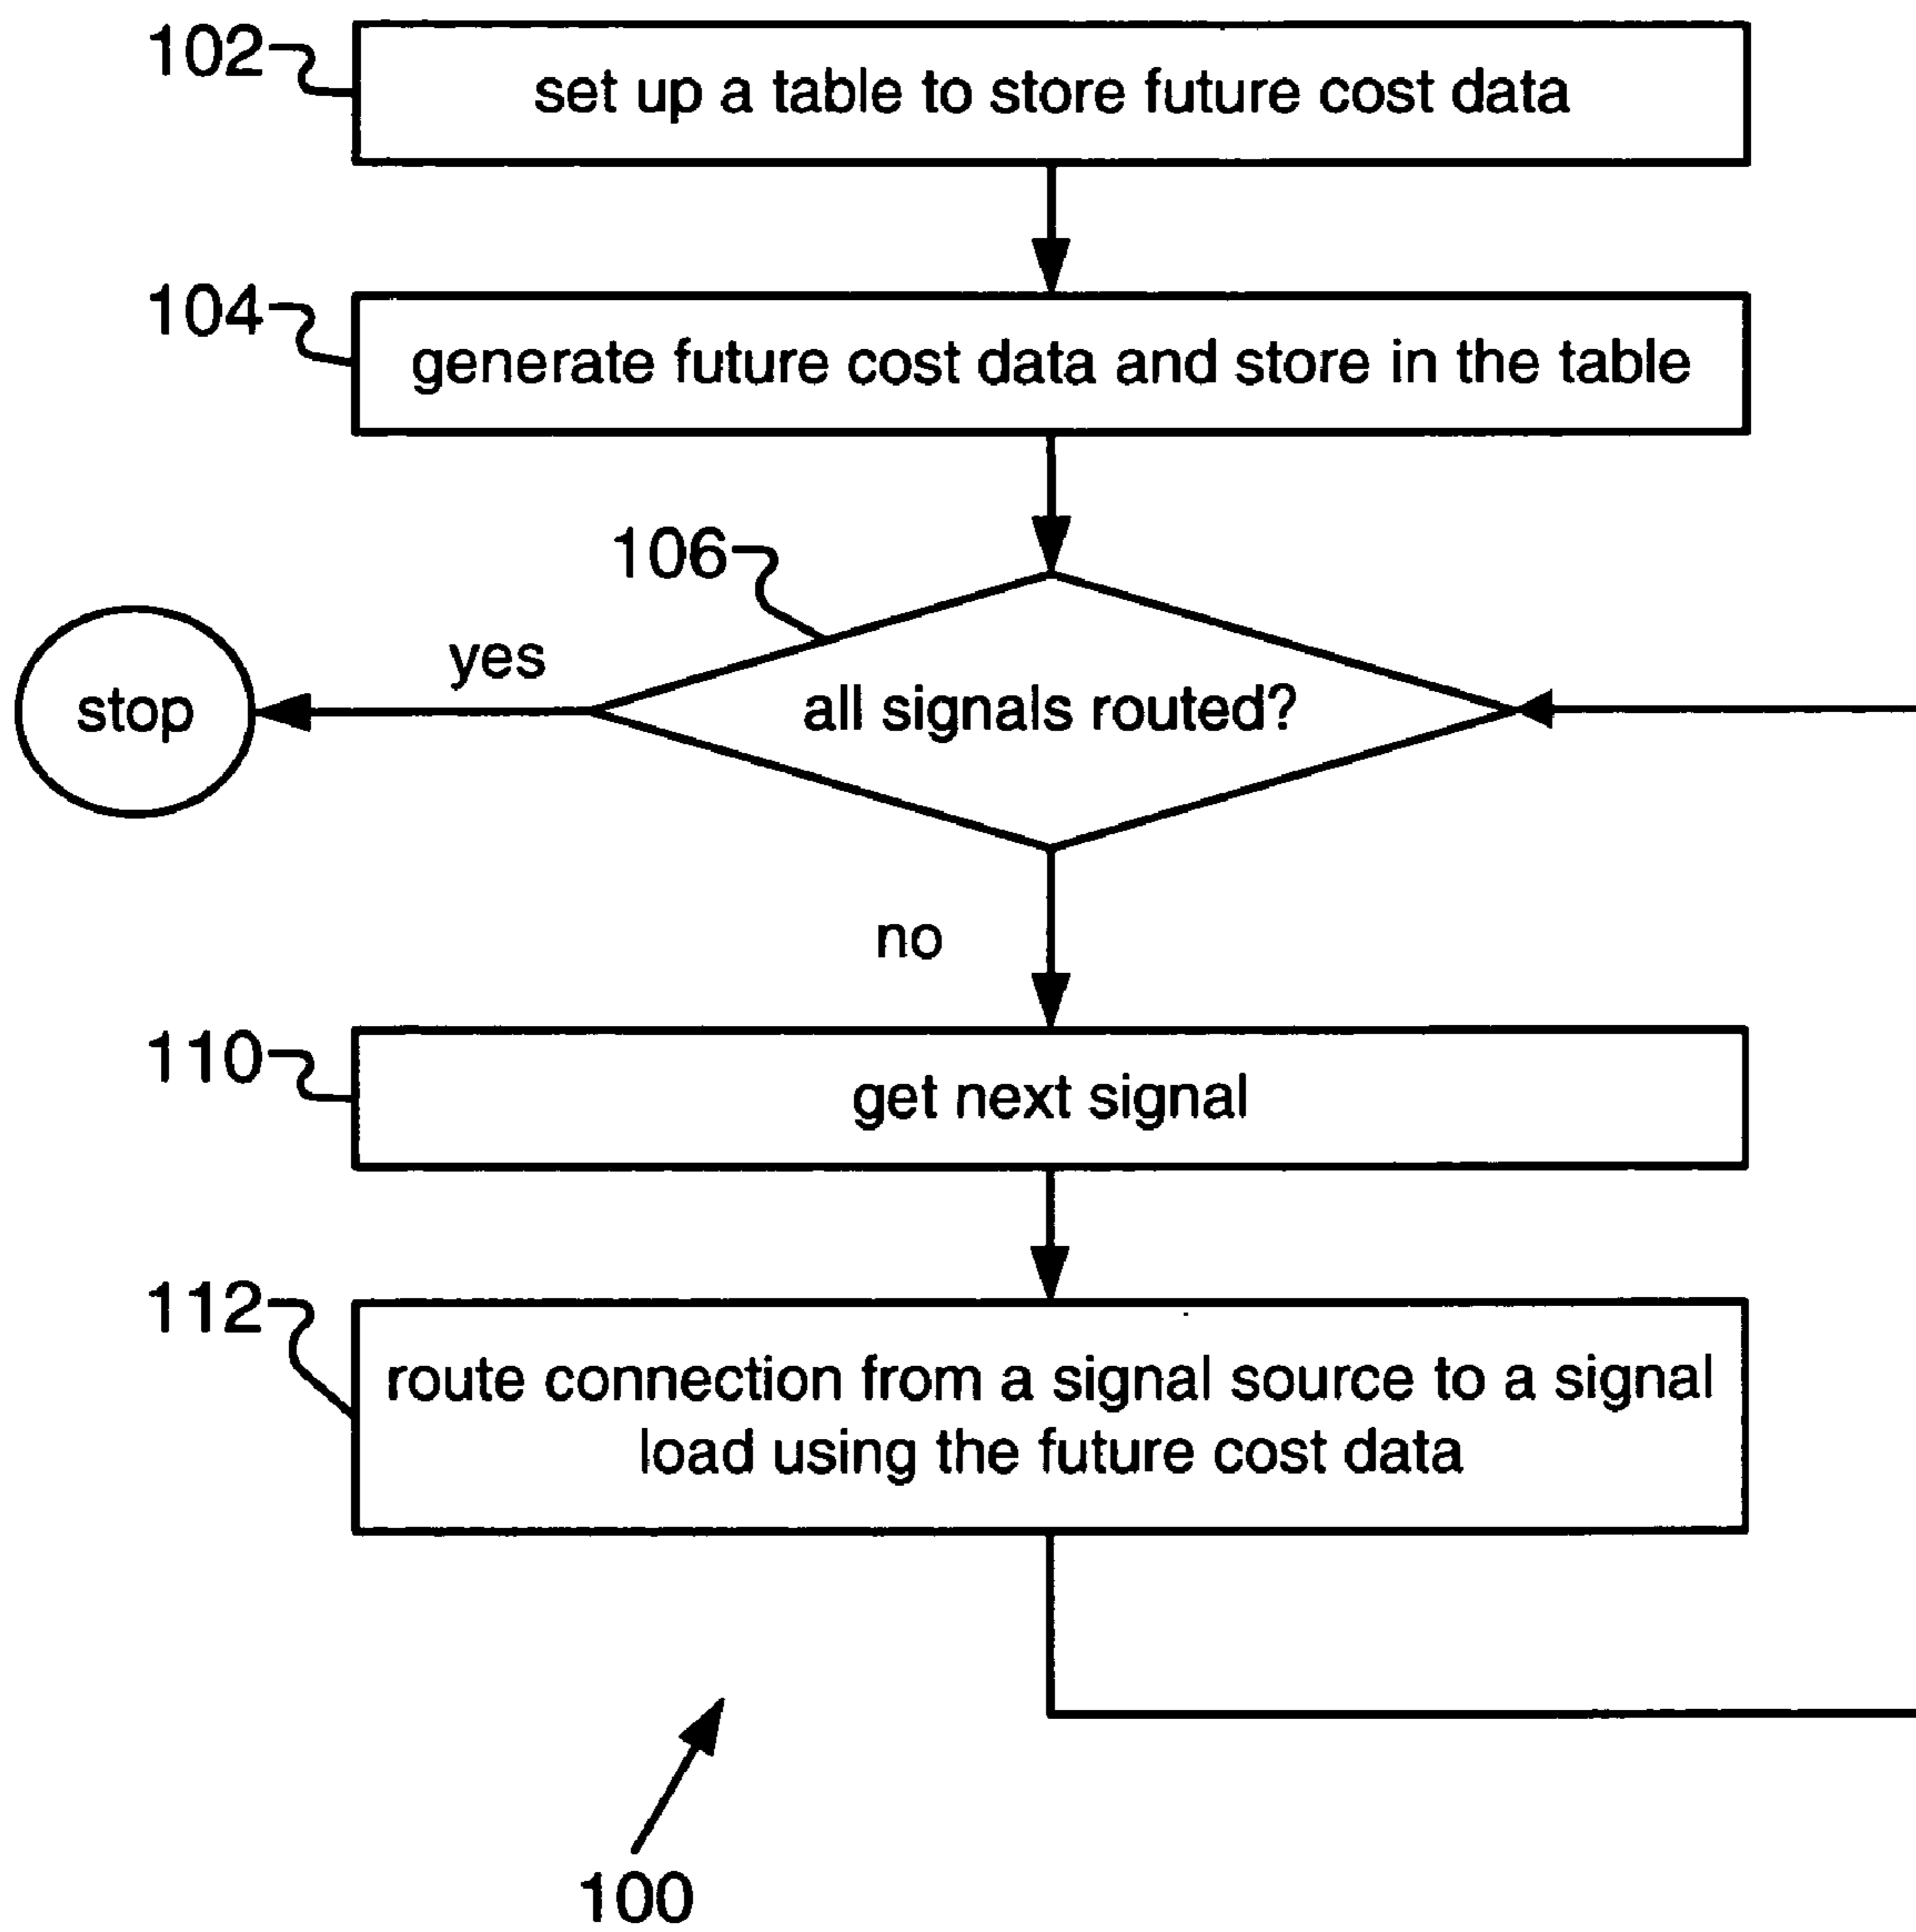 102
set up a table to store future cost data
104
generate future cost data and store in the table
106
yes
stop
all signals routed?
no
110
get next signal
112
route connection from a signal source to a signal
load using the future cost data
100